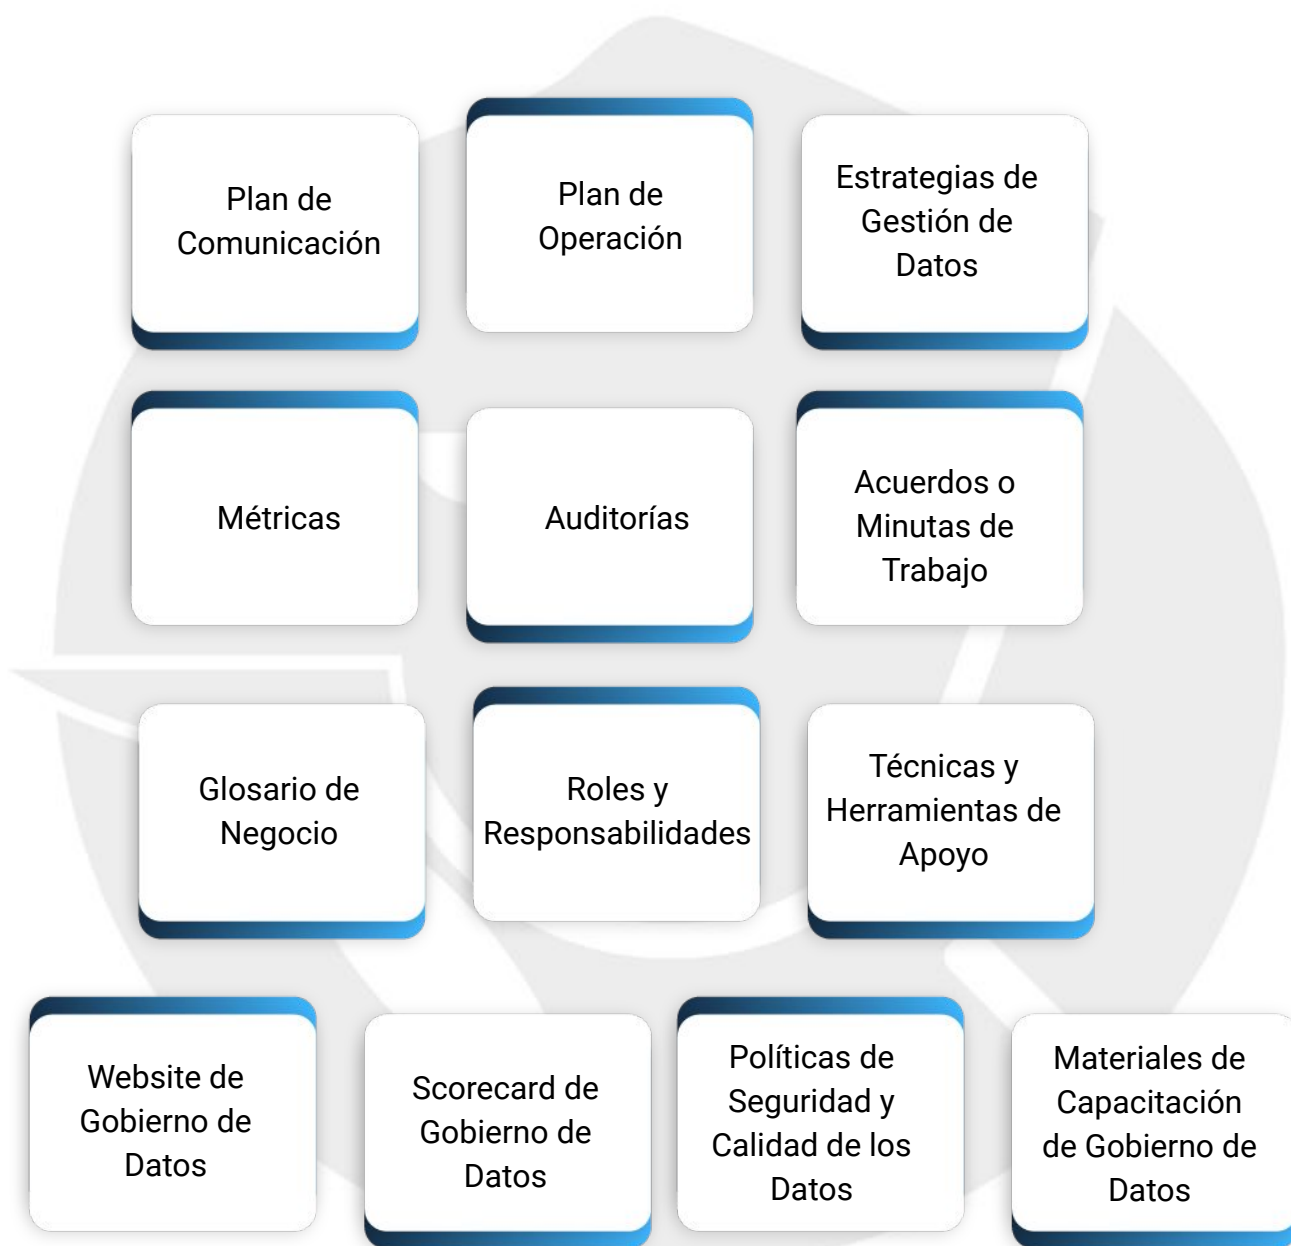 Plan de
Comunicación
Plan de
Operación
Estrategias de
Gestión de
Datos
Métricas
Auditorías
Acuerdos o
Minutas de
Trabajo
Glosario de
Negocio
Roles y
Responsabilidades
Técnicas y
Herramientas de
Apoyo
Website de
Gobierno de
Datos
Scorecard de
Gobierno de
Datos
Políticas de
Seguridad y
Calidad de los
Datos
Materiales de
Capacitación
de Gobierno de
Datos